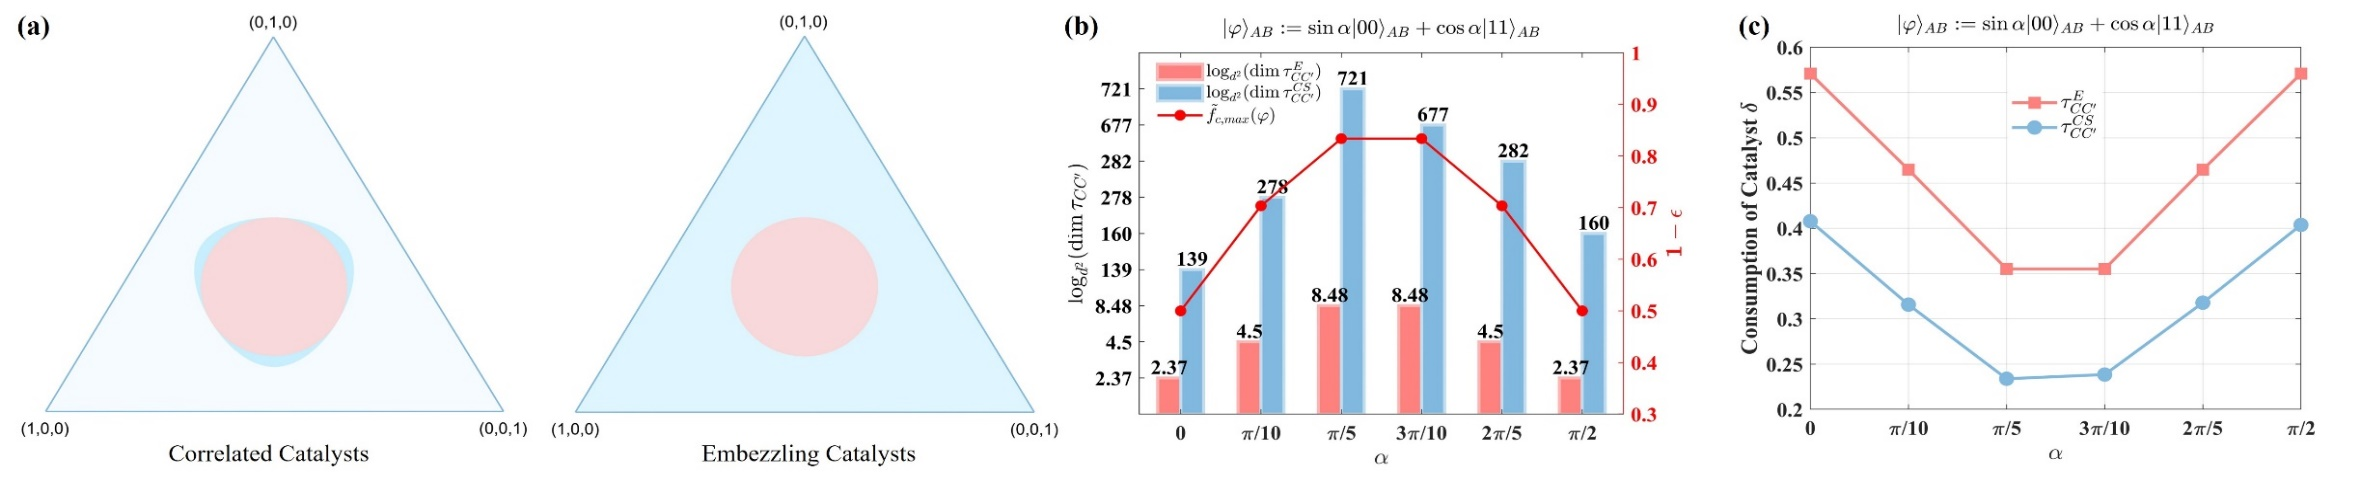 (a)
(0,1,0)
(1,0,0)
(0,0,1)
Correlated Catalysts
(0,1,0)
(1,0,0)
(0,0,1)
Embezzling Catalysts
(b)
|φ⟩_AB := sin α|00⟩_AB + cos α|11⟩_AB
log_{d²}(dim τ^E_{CC′})
log_{d²}(dim τ^{CS}_{CC′})
f̃_{c,max}(φ)
log_{d²}(dim τ_{CC′})
721
677
282
278
160
139
8.48
4.5
2.37
2.37
139
4.5
278
8.48
721
8.48
677
4.5
282
2.37
160
1
0.9
0.8
0.7
0.6
0.5
0.4
0.3
1 − ϵ
0 π/10 π/5 3π/10 2π/5 π/2
α
(c)
|φ⟩_AB := sin α|00⟩_AB + cos α|11⟩_AB
Consumption of Catalyst δ
0.6
0.55
0.5
0.45
0.4
0.35
0.3
0.25
0.2
τ^E_{CC′}
τ^{CS}_{CC′}
0 π/10 π/5 3π/10 2π/5 π/2
α